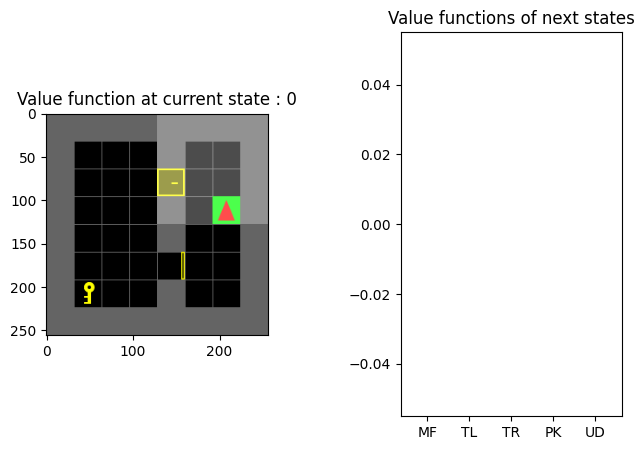 Value functions of next states
Value function at current state : 0
0
50
100
150
200
250
0
100
200
0.04
0.02
0.00
−0.02
−0.04
MF
TL
TR
PK
UD